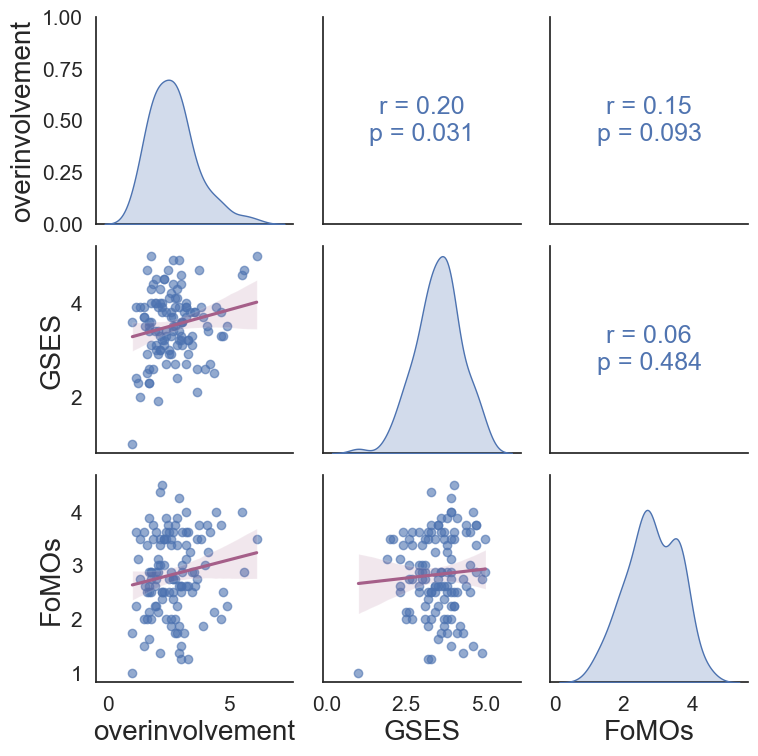 1.00
0.75
0.50
0.25
0.00
overinvolvement
r = 0.20
p = 0.031
r = 0.15
p = 0.093
4
2
GSES
r = 0.06
p = 0.484
4
3
2
1
FoMOs
0 5
overinvolvement
0.0 2.5 5.0
GSES
0 2 4
FoMOs